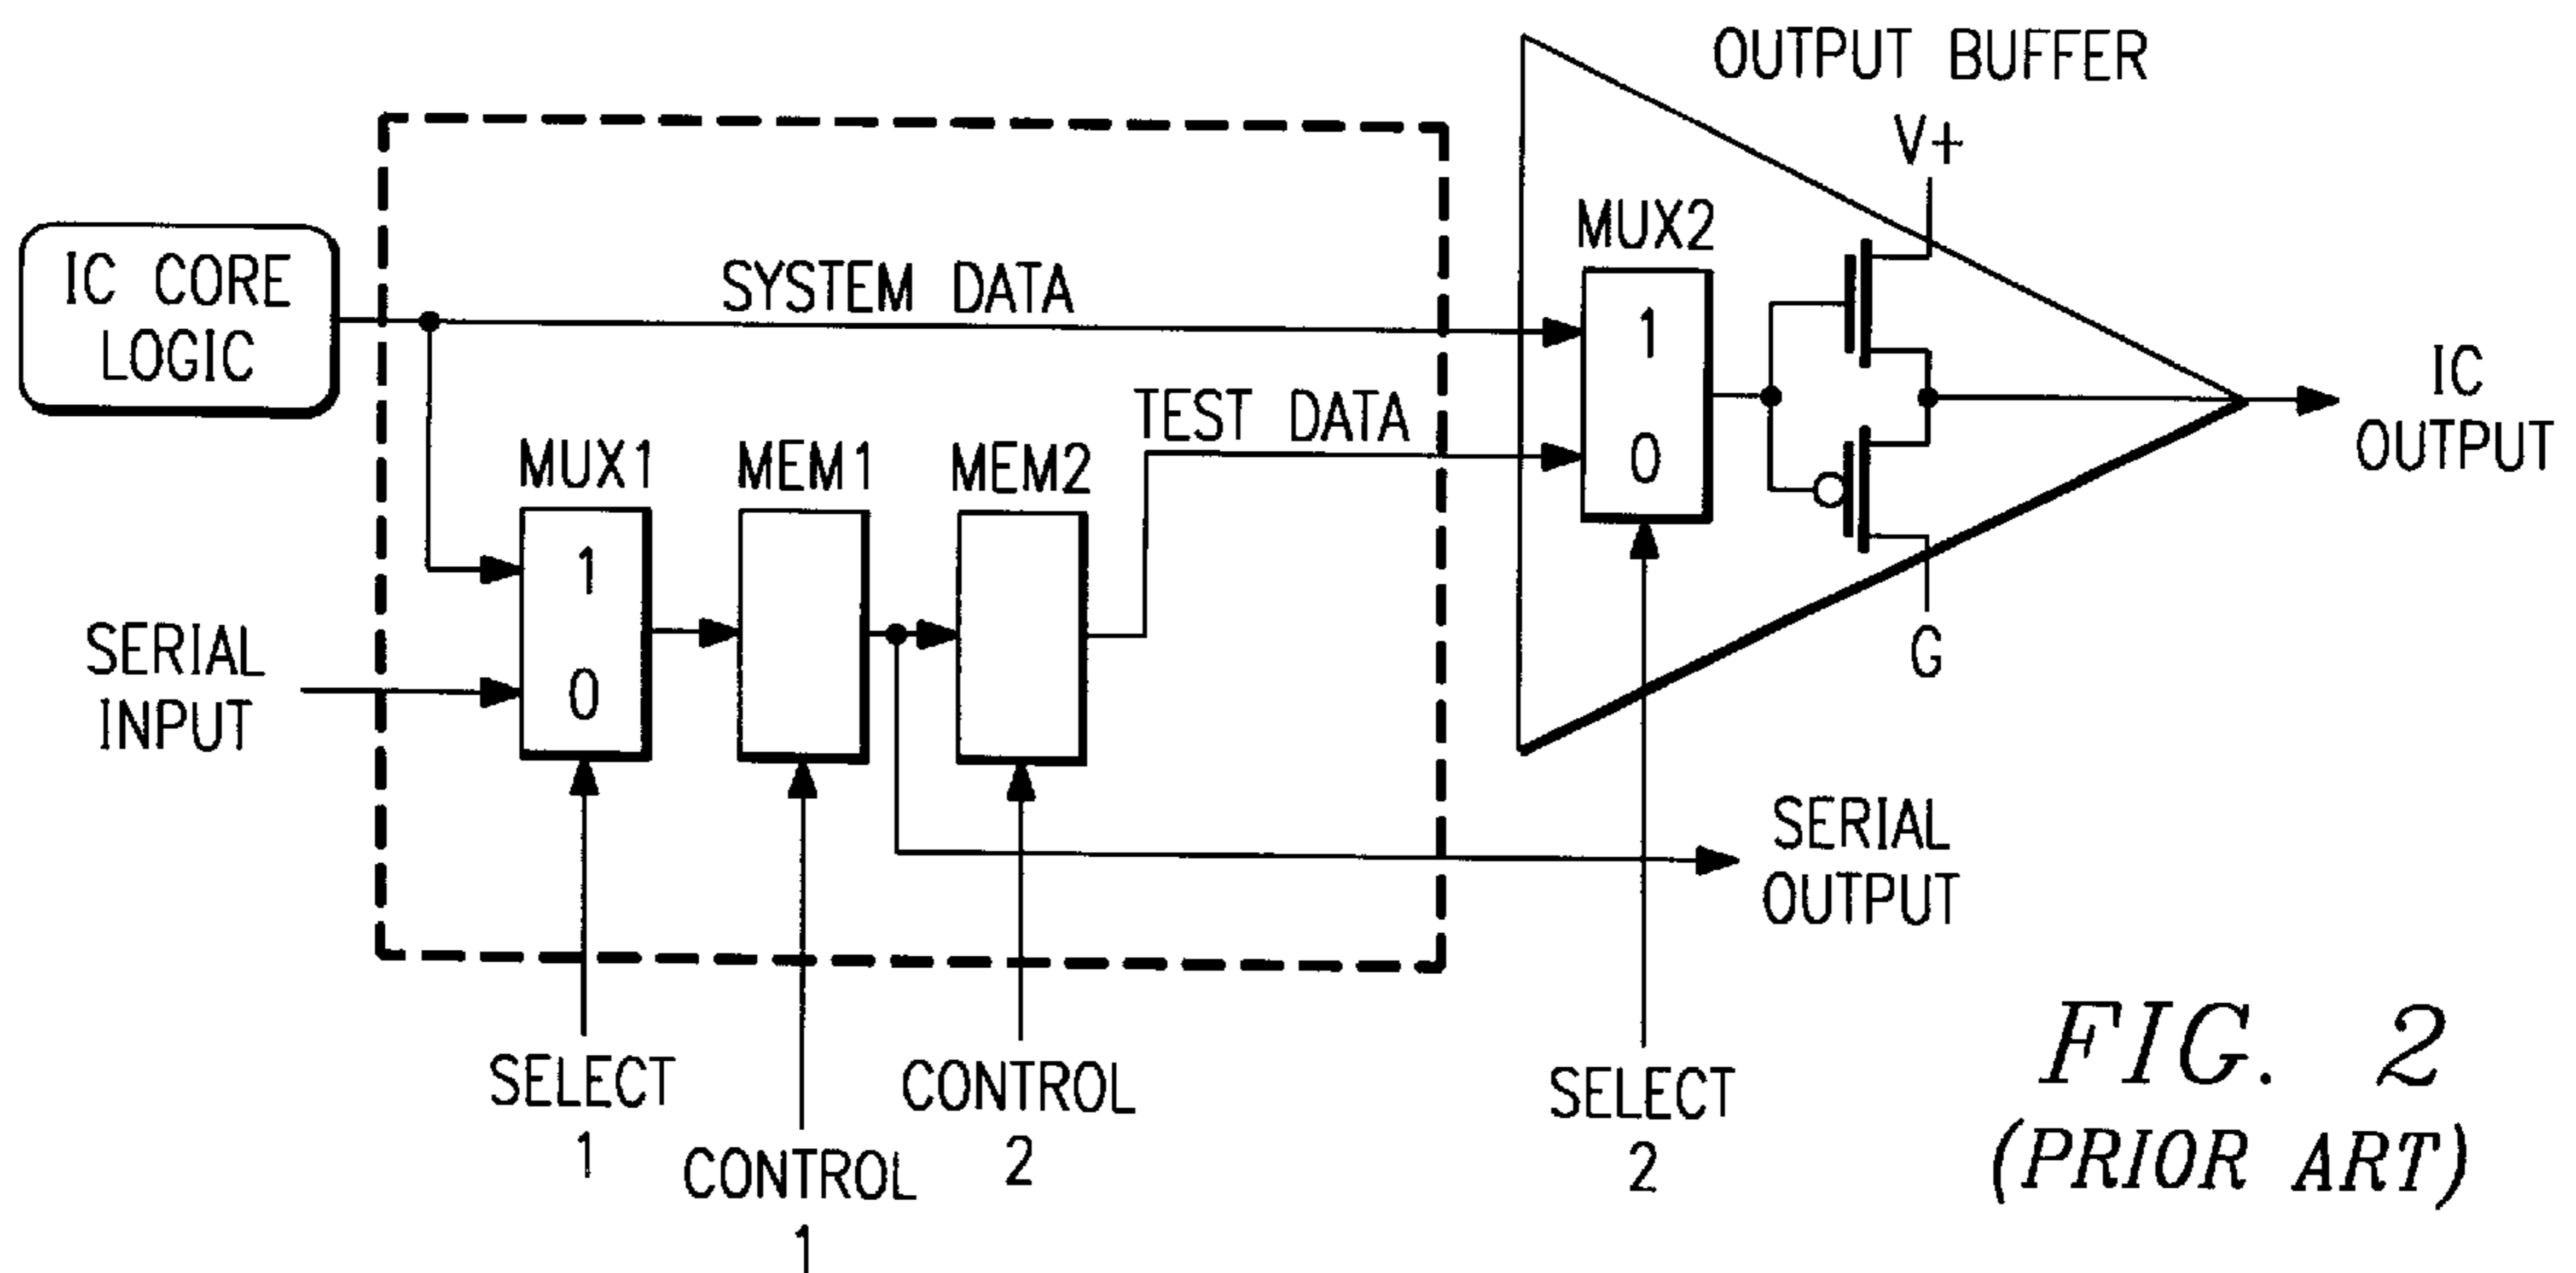 OUTPUT BUFFER
V+
IC CORE
LOGIC
SYSTEM DATA
MUX2
1
0
IC
OUTPUT
TEST DATA
MUX1
MEM1
MEM2
1
0
SERIAL
INPUT
G
SERIAL
OUTPUT
SELECT
1
CONTROL
1
CONTROL
2
SELECT
2
FIG. 2
(PRIOR ART)